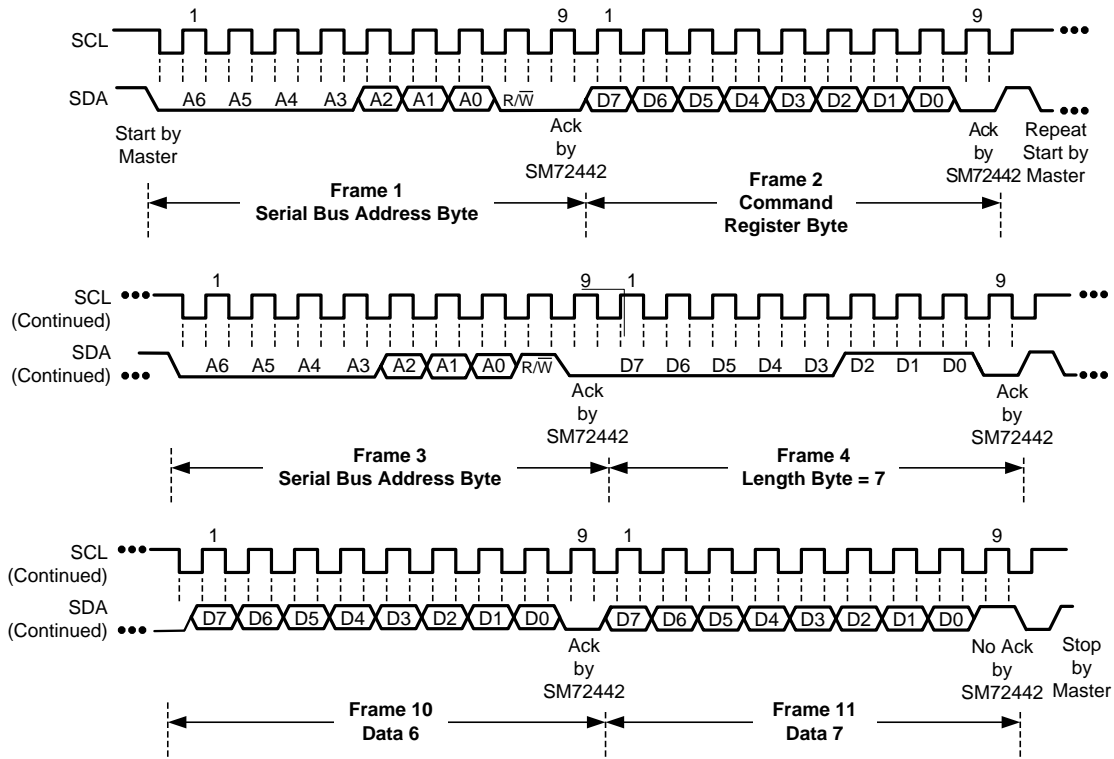 1 9 1 9
SCL
SDA
A6 A5 A4 A3 A2 A1 A0 R/W̅ D7 D6 D5 D4 D3 D2 D1 D0
Start by
Master
Ack
by
SM72442
Ack
by
SM72442
Repeat
Start by
Master
Frame 1
Serial Bus Address Byte
Frame 2
Command
Register Byte
1 9 1 9
SCL
(Continued)
SDA
(Continued)
A6 A5 A4 A3 A2 A1 A0 R/W̅ D7 D6 D5 D4 D3 D2 D1 D0
Ack
by
SM72442
Ack
by
SM72442
Frame 3
Serial Bus Address Byte
Frame 4
Length Byte = 7
1 9 1 9
SCL
(Continued)
SDA
(Continued)
D7 D6 D5 D4 D3 D2 D1 D0 D7 D6 D5 D4 D3 D2 D1 D0
Ack
by
SM72442
No Ack
by
SM72442
Stop
by
Master
Frame 10
Data 6
Frame 11
Data 7